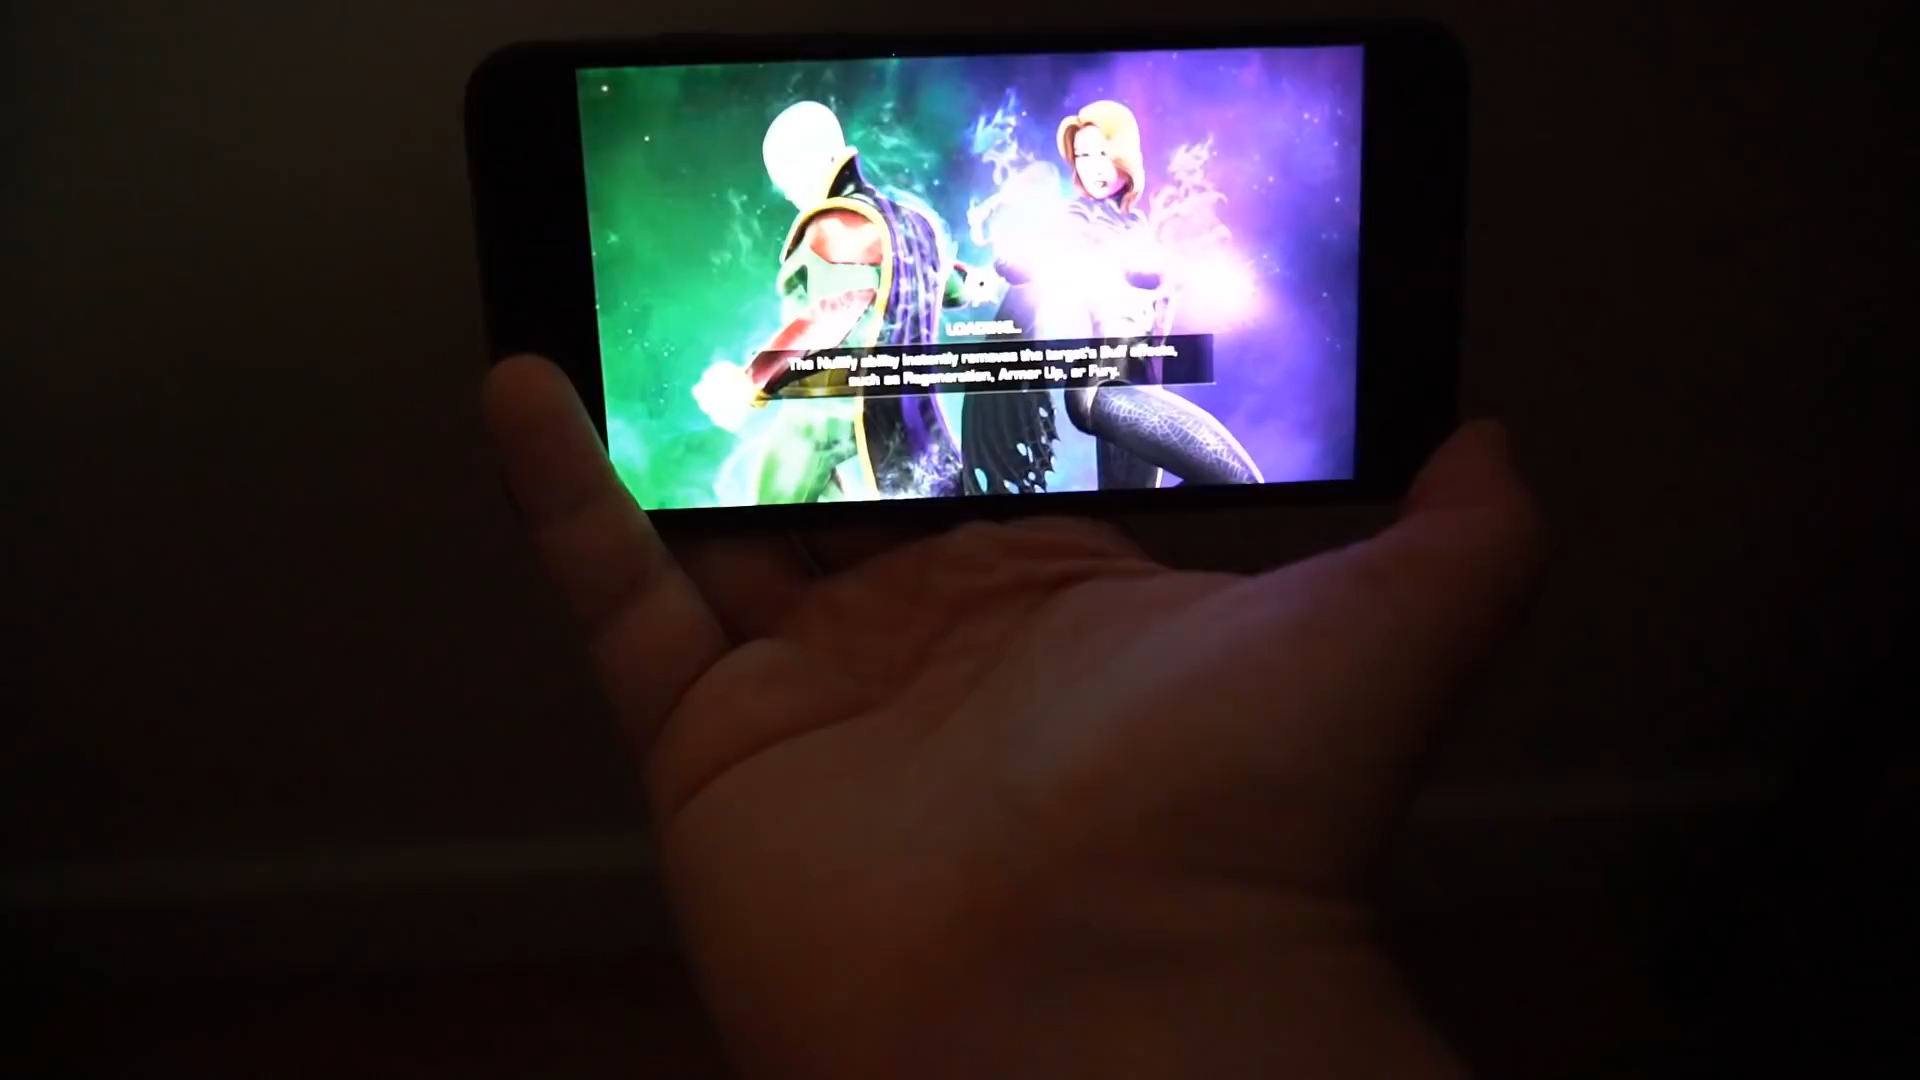 LOADING...
The Nullify ability instantly removes the target's Buff effects,
such as Regeneration, Armor Up, or Fury.